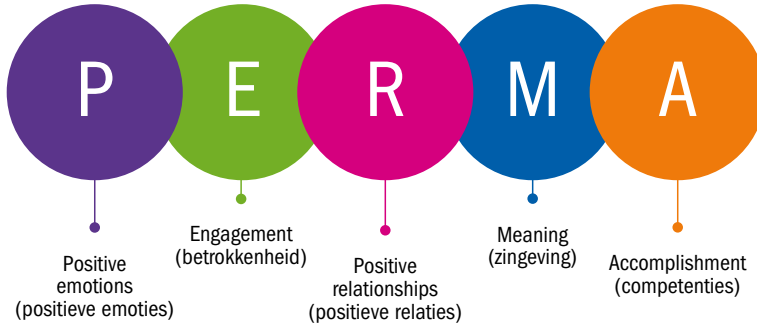 P E R M A
Positive
emotions
(positieve emoties)
Engagement
(betrokkenheid)
Positive
relationships
(positieve relaties)
Meaning
(zingeving)
Accomplishment
(competenties)